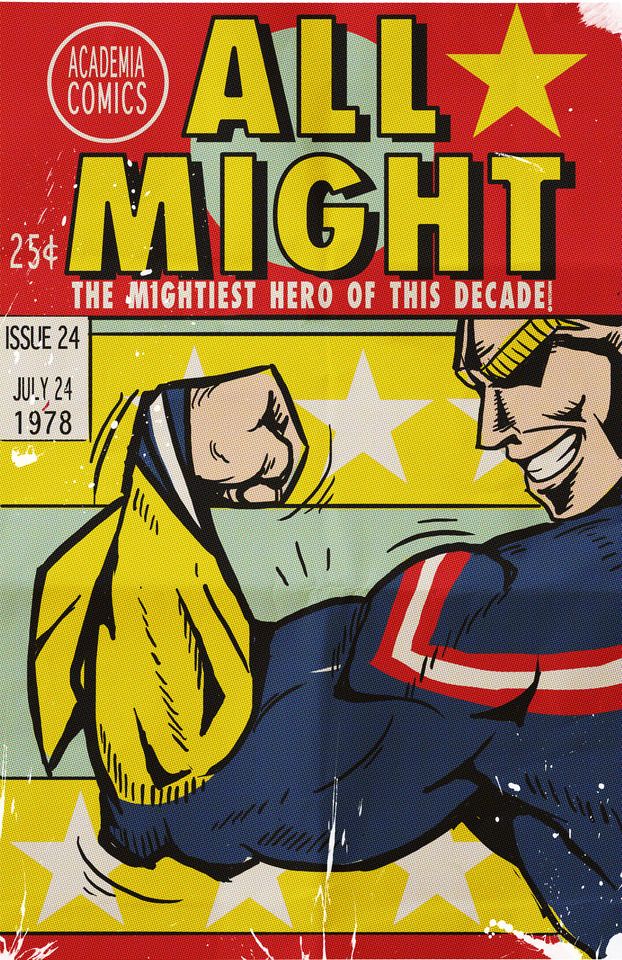 ACADEMIA
COMICS
ALL
MIGHT
25¢
THE MIGHTIEST HERO OF THIS DECADE!
ISSUE 24
JULY 24
1978